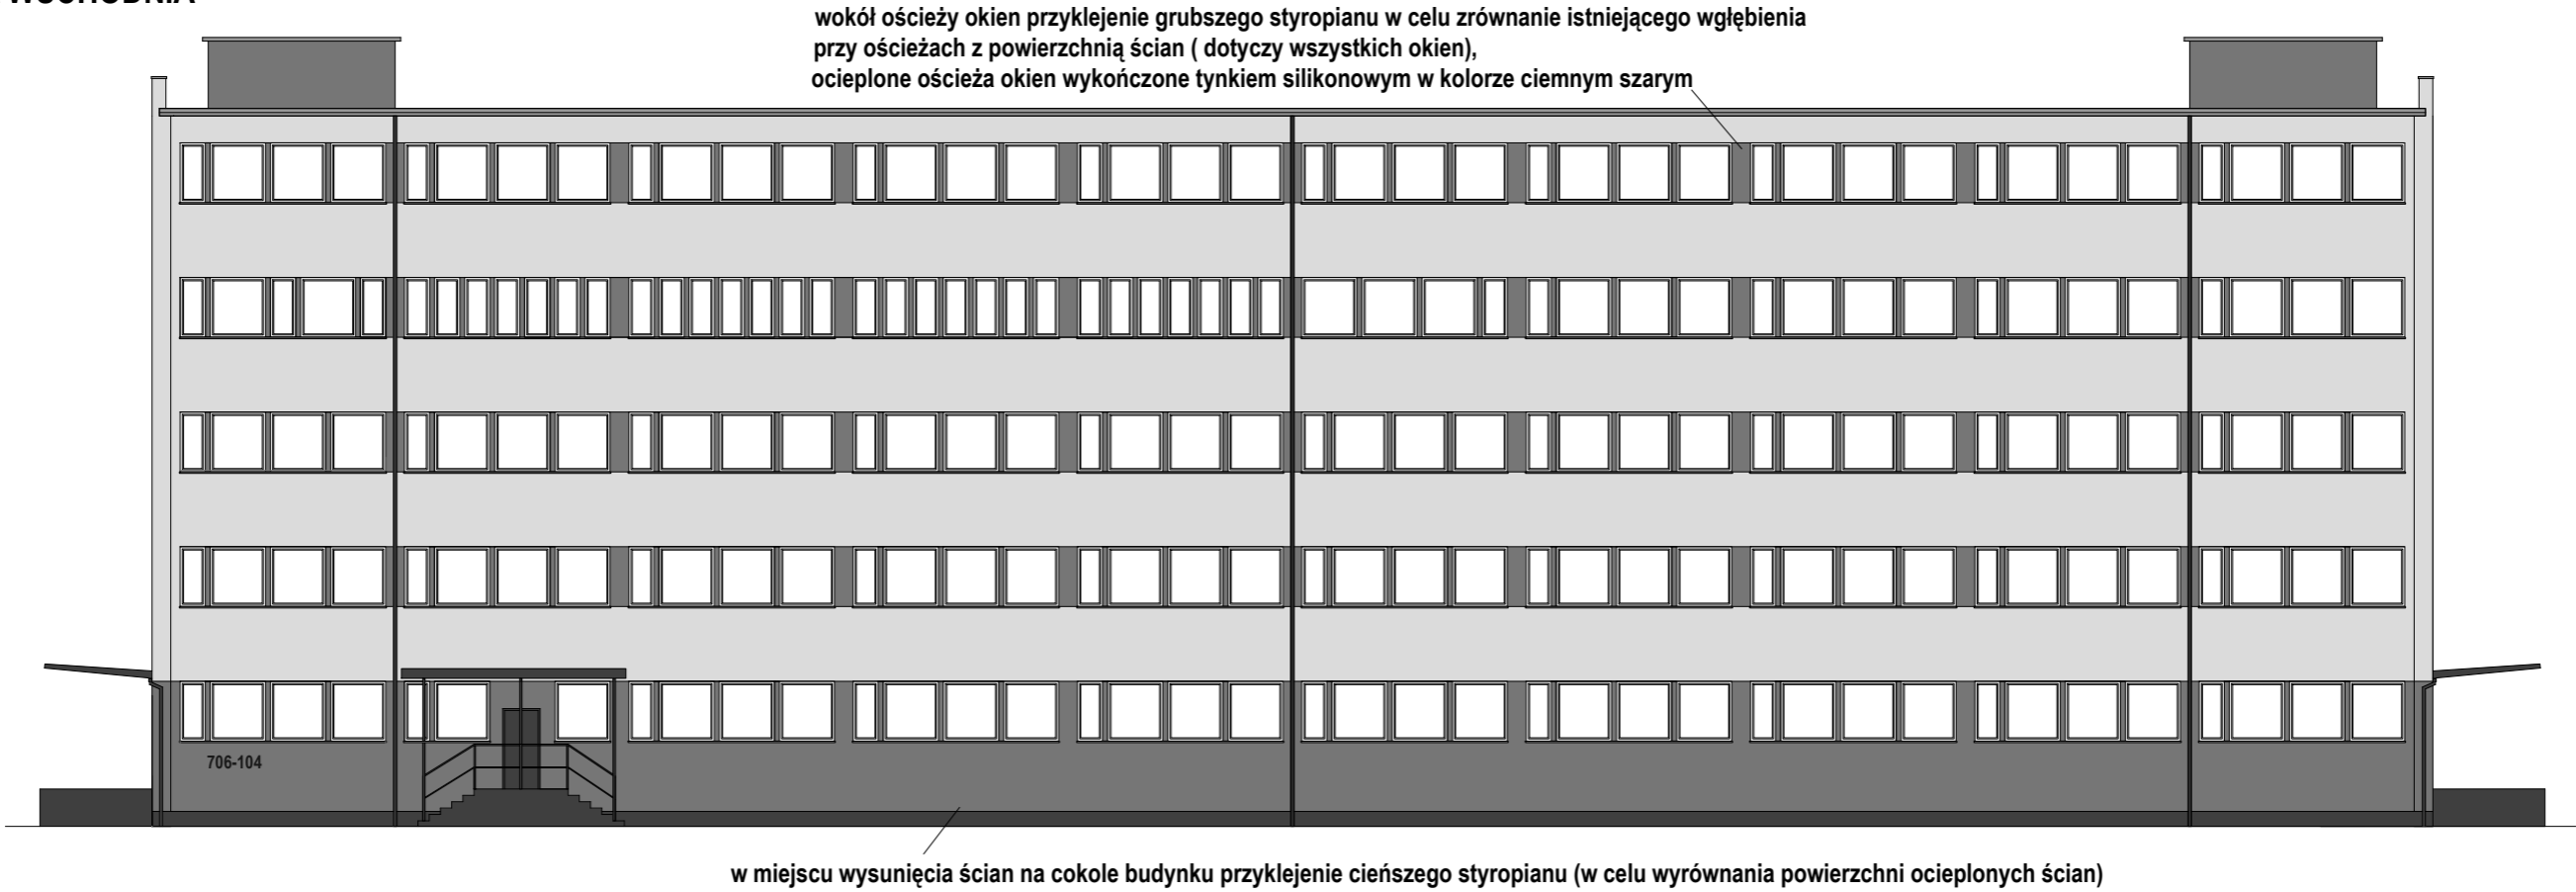 WSCHODNIA
wokół ościeży okien przyklejenie grubszego styropianu w celu zrównanie istniejącego wgłębienia
przy ościeżach z powierzchnią ścian ( dotyczy wszystkich okien),
ocieplone ościeża okien wykończone tynkiem silikonowym w kolorze ciemnym szarym
706-104
w miejscu wysunięcia ścian na cokole budynku przyklejenie cieńszego styropianu (w celu wyrównania powierzchni ocieplonych ścian)